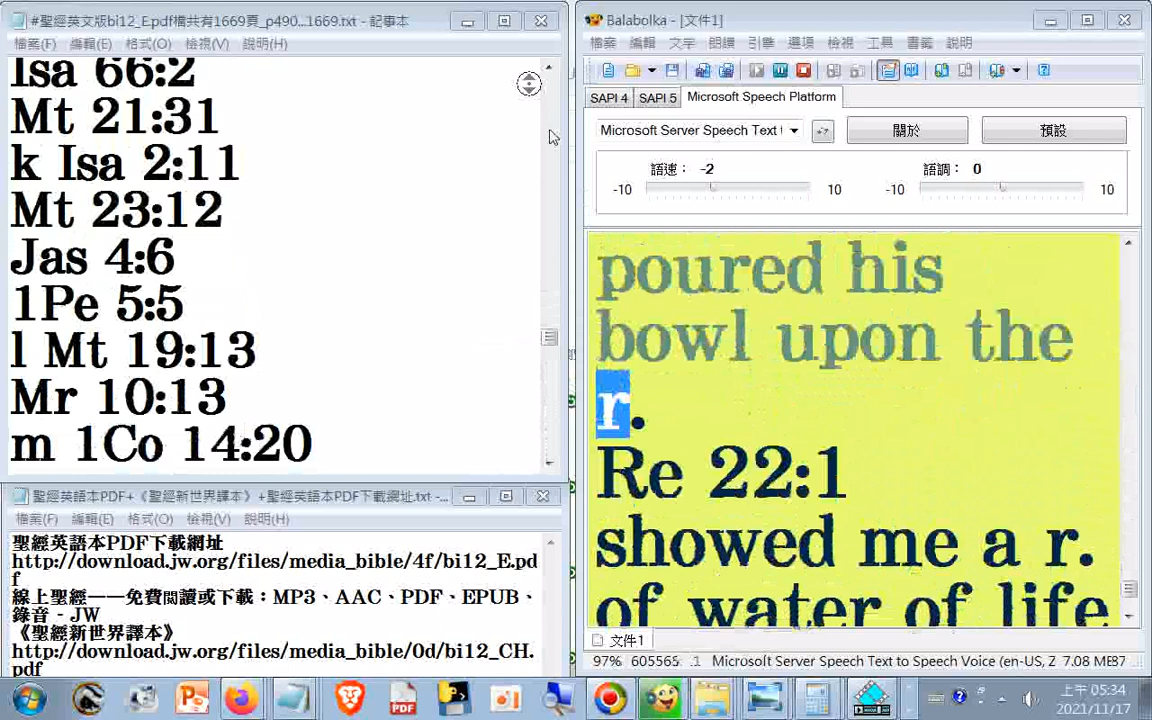 #聖經英文版bi12_E.pdf橫共有1669頁_p490...1669.txt - 記事本
檔案(F) 編輯(E) 格式(O) 檢視(V) 說明(H)
Isa 66:2
Mt 21:31
k Isa 2:11
Mt 23:12
Jas 4:6
1Pe 5:5
l Mt 19:13
Mr 10:13
m 1Co 14:20
聖經英語本PDF+《聖經新世界譯本》+聖經英語本PDF下載網址.txt - ...
檔案(F) 編輯(E) 格式(O) 檢視(V) 說明(H)
聖經英語本PDF下載網址
http://download.jw.org/files/media_bible/4f/bi12_E.pd
f
線上聖經——免費閱讀或下載：MP3、AAC、PDF、EPUB、
錄音 - JW
《聖經新世界譯本》
http://download.jw.org/files/media_bible/0d/bi12_CH.
pdf
Balabolka - [文件1]
檔案 編輯 文字 朗讀 引擎 選項 檢視 工具 書籤 說明
SAPI 4 SAPI 5 Microsoft Speech Platform
Microsoft Server Speech Text 關於 預設
語速： -2 語調： 0
-10 10 -10 10
poured his
bowl upon the
r.
Re 22:1
showed me a r.
of water of life
文件1
97% 605565 .1 Microsoft Server Speech Text to Speech Voice (en-US, Z 7.08 MB
上午 05:34
2021/11/17